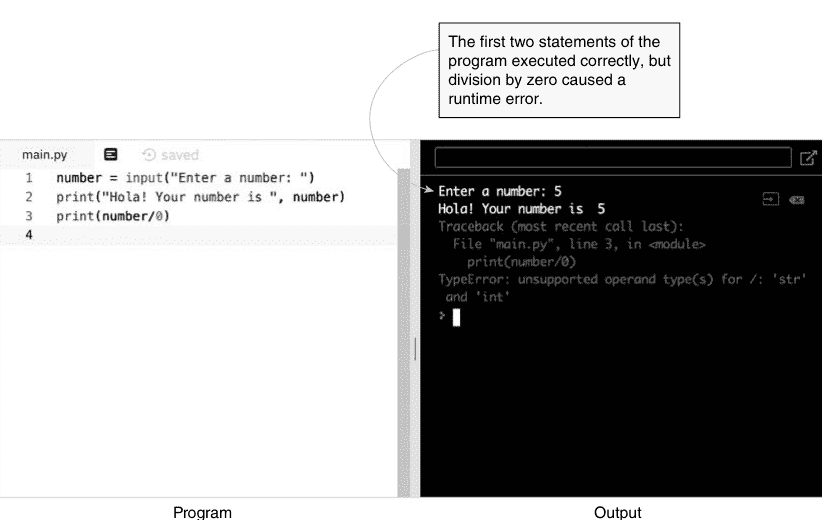 The first two statements of the
program executed correctly, but
division by zero caused a
runtime error.
main.py
saved
1 number = input("Enter a number: ")
2 print("Hola! Your number is ", number)
3 print(number/0)
4
Enter a number: 5
Hola! Your number is  5
Traceback (most recent call last):
  File "main.py", line 3, in <module>
    print(number/0)
TypeError: unsupported operand type(s) for /: 'str'
 and 'int'
>
Program
Output